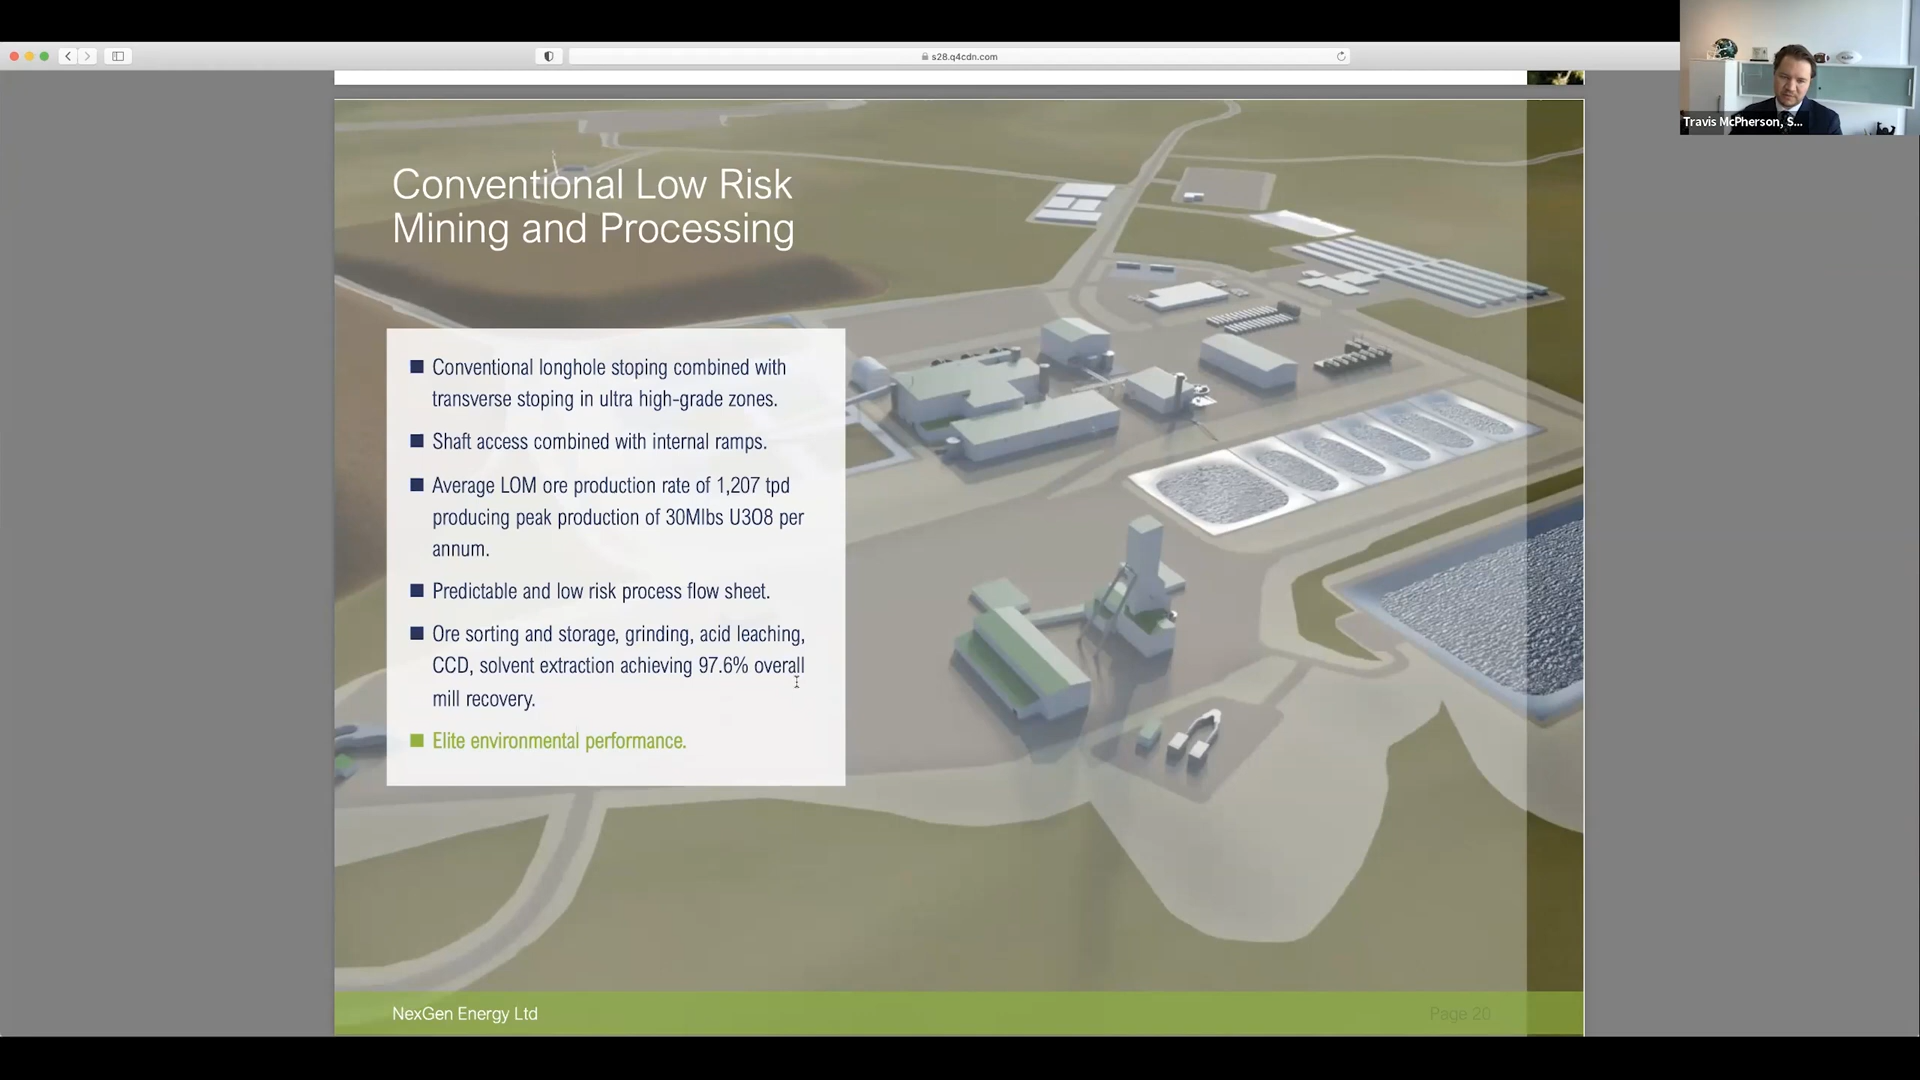 s28.q4cdn.com
Travis McPherson, S...
Conventional Low Risk
Mining and Processing
Conventional longhole stoping combined with
transverse stoping in ultra high-grade zones.
Shaft access combined with internal ramps.
Average LOM ore production rate of 1,207 tpd
producing peak production of 30Mlbs U3O8 per
annum.
Predictable and low risk process flow sheet.
Ore sorting and storage, grinding, acid leaching,
CCD, solvent extraction achieving 97.6% overall
mill recovery.
Elite environmental performance.
NexGen Energy Ltd
Page 20